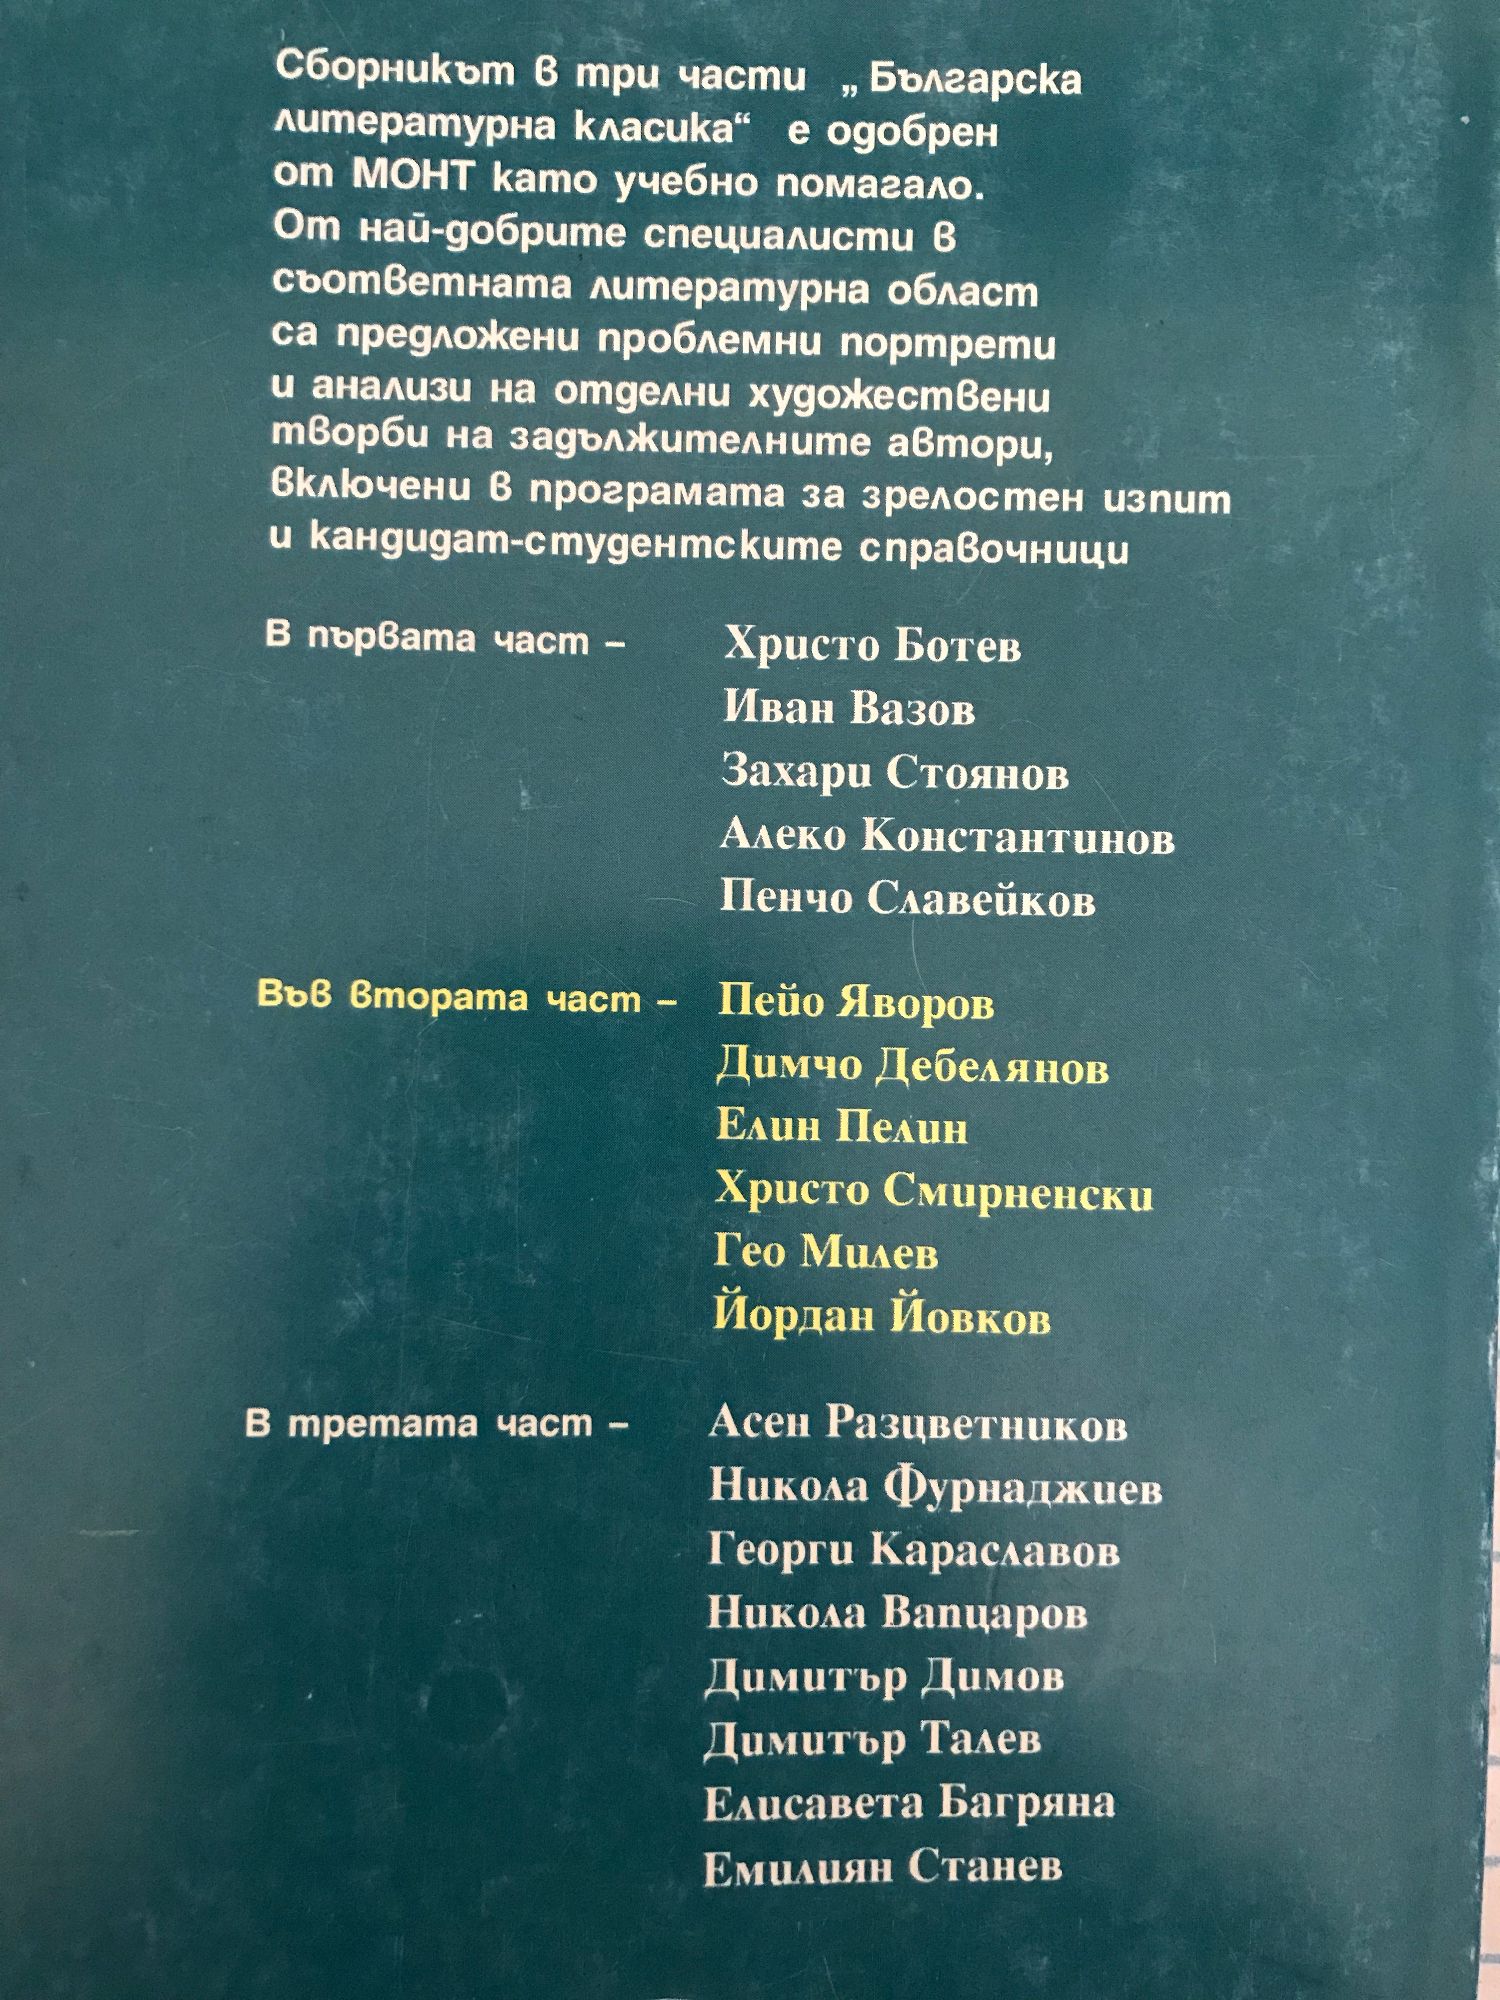 Сборникът в три части „Българска
литературна класика“ е одобрен
от МОНТ като учебно помагало.
От най-добрите специалисти в
съответната литературна област
са предложени проблемни портрети
и анализи на отделни художествени
творби на задължителните автори,
включени в програмата за зрелостен изпит
и кандидат-студентските справочници
В първата част – Христо Ботев
Иван Вазов
Захари Стоянов
Алеко Константинов
Пенчо Славейков
Във втората част – Пейо Яворов
Димчо Дебелянов
Елин Пелин
Христо Смирненски
Гео Милев
Йордан Йовков
В третата част – Асен Разцветников
Никола Фурнаджиев
Георги Караславов
Никола Вапцаров
Димитър Димов
Димитър Талев
Елисавета Багряна
Емилиян Станев